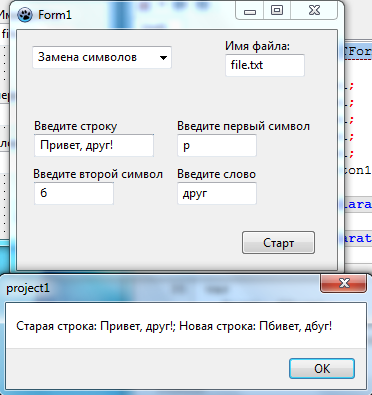 Form1
Имя файла:
Замена символов
file.txt
Введите строку
Введите первый символ
Привет, друг!
р
Введите второй символ
Введите слово
б
друг
Старт
project1
Старая строка: Привет, друг!; Новая строка: Пбивет, дбуг!
OK